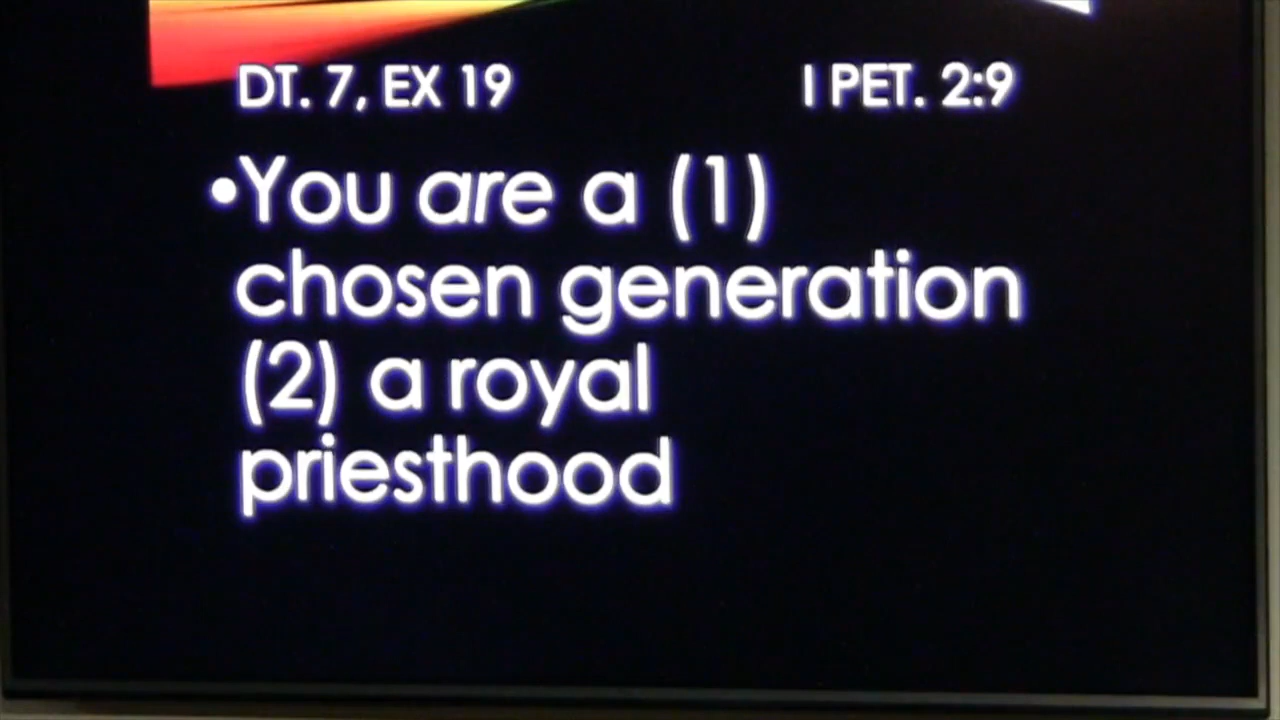 DT. 7, EX 19 I PET. 2:9
•You are a (1)
chosen generation
(2) a royal
priesthood